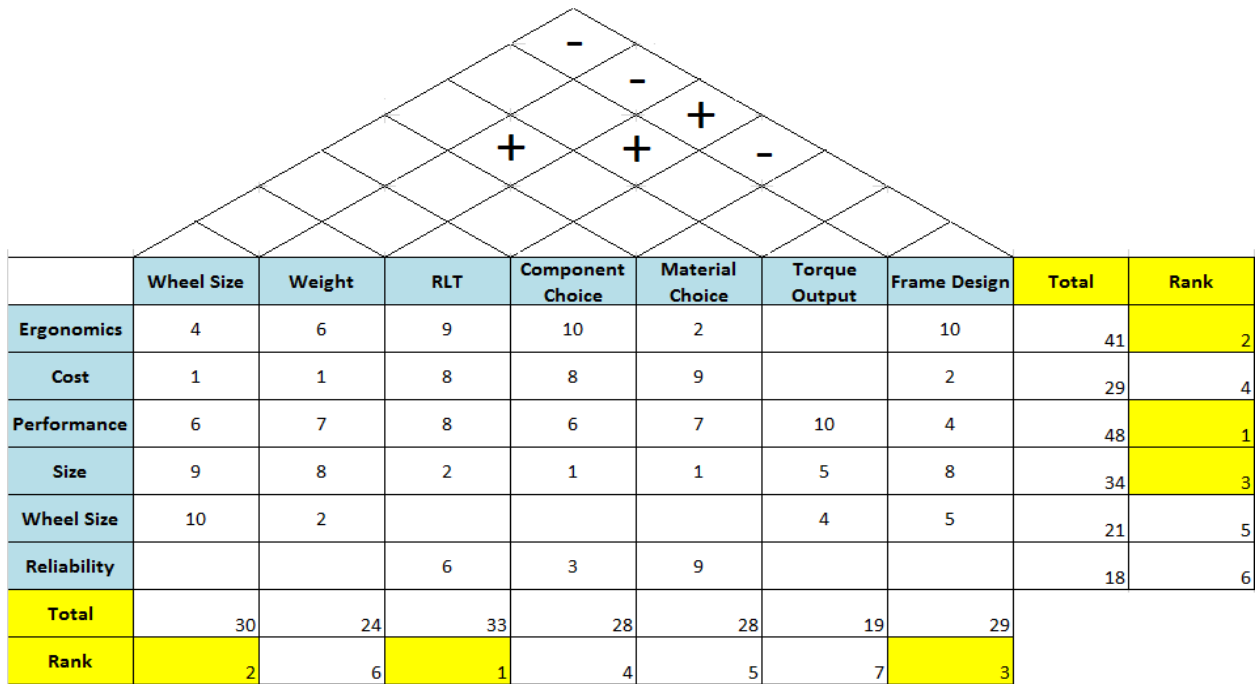 -
-
+
+ + -
Wheel Size Weight RLT Component Choice Material Choice Torque Output Frame Design Total Rank
Ergonomics 4 6 9 10 2 10 41 2
Cost 1 1 8 8 9 2 29 4
Performance 6 7 8 6 7 10 4 48 1
Size 9 8 2 1 1 5 8 34 3
Wheel Size 10 2 4 5 21 5
Reliability 6 3 9 18 6
Total 30 24 33 28 28 19 29
Rank 2 6 1 4 5 7 3